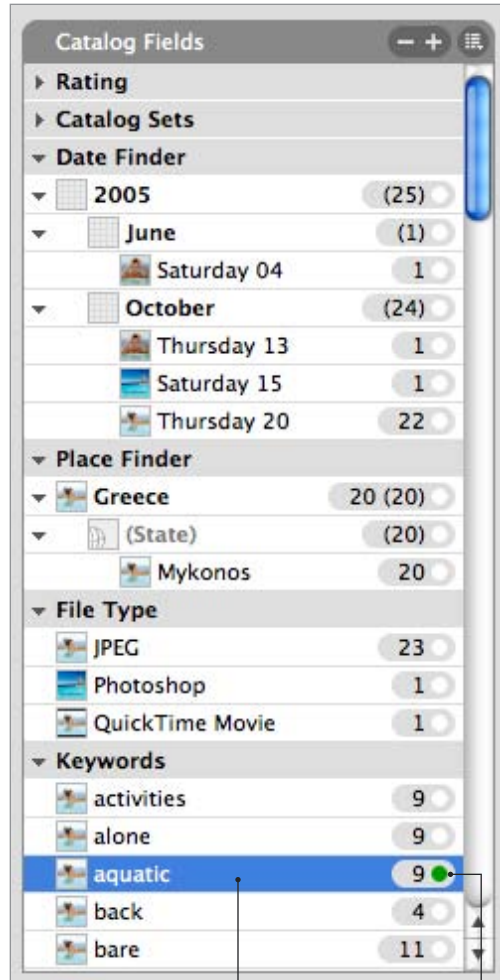 Catalog Fields
Rating
Catalog Sets
Date Finder
2005 (25)
June (1)
Saturday 04 1
October (24)
Thursday 13 1
Saturday 15 1
Thursday 20 22
Place Finder
Greece 20 (20)
(State) (20)
Mykonos 20
File Type
JPEG 23
Photoshop 1
QuickTime Movie 1
Keywords
activities 9
alone 9
aquatic 9
back 4
bare 11